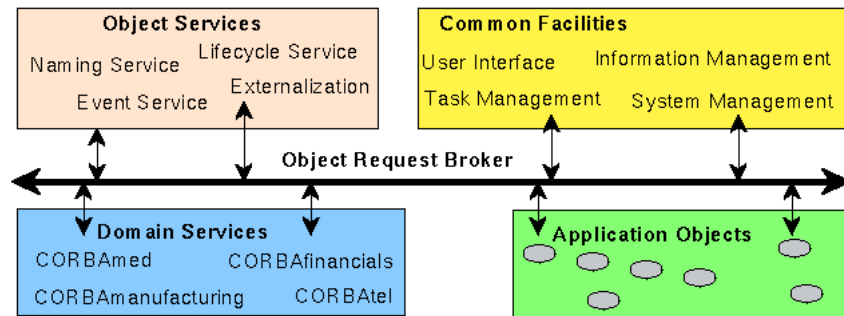 Object Services
Lifecycle Service
Naming Service
Externalization
Event Service
Common Facilities
User Interface
Information Management
Task Management
System Management
Object Request Broker
Domain Services
CORBAmed
CORBAfinancials
CORBAmanufacturing
CORBAtel
Application Objects